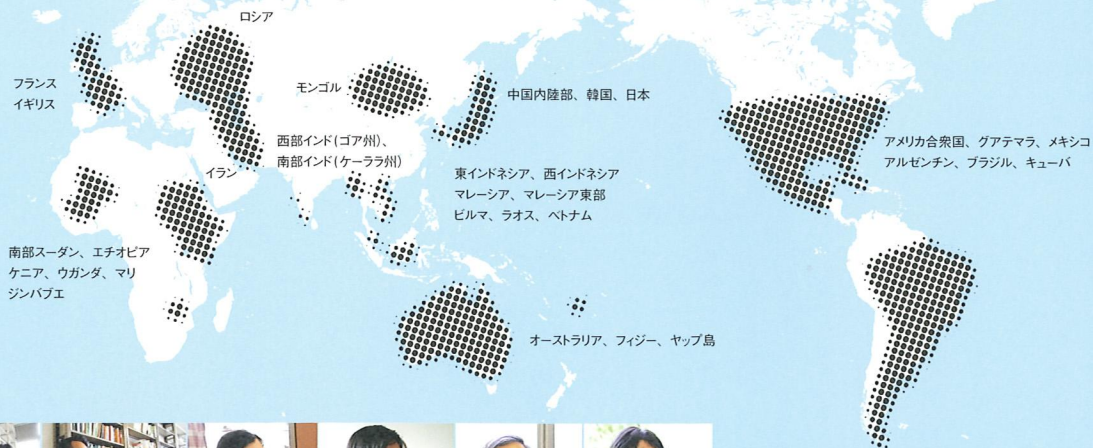 ロシア
フランス
イギリス
モンゴル
中国内陸部、韓国、日本
西部インド(ゴア州)、
南部インド(ケーララ州)
イラン
東インドネシア、西インドネシア
マレーシア、マレーシア東部
ビルマ、ラオス、ベトナム
アメリカ合衆国、グアテマラ、メキシコ
アルゼンチン、ブラジル、キューバ
南部スーダン、エチオピア
ケニア、ウガンダ、マリ
ジンバブエ
オーストラリア、フィジー、ヤップ島